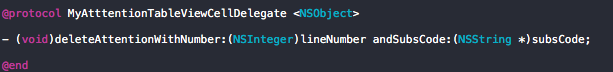 @protocol MyAtttentionTableViewCellDelegate <NSObject>
- (void)deleteAttentionWithNumber:(NSInteger)lineNumber andSubsCode:(NSString *)subsCode;
@end